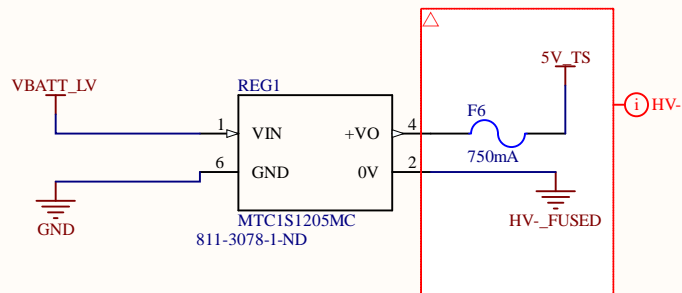 5V_TS
VBATT_LV
REG1
i HV-
F6
1 VIN +VO 4
750mA
6 GND 0V 2
MTC1S1205MC
GND
HV-_FUSED
811-3078-1-ND